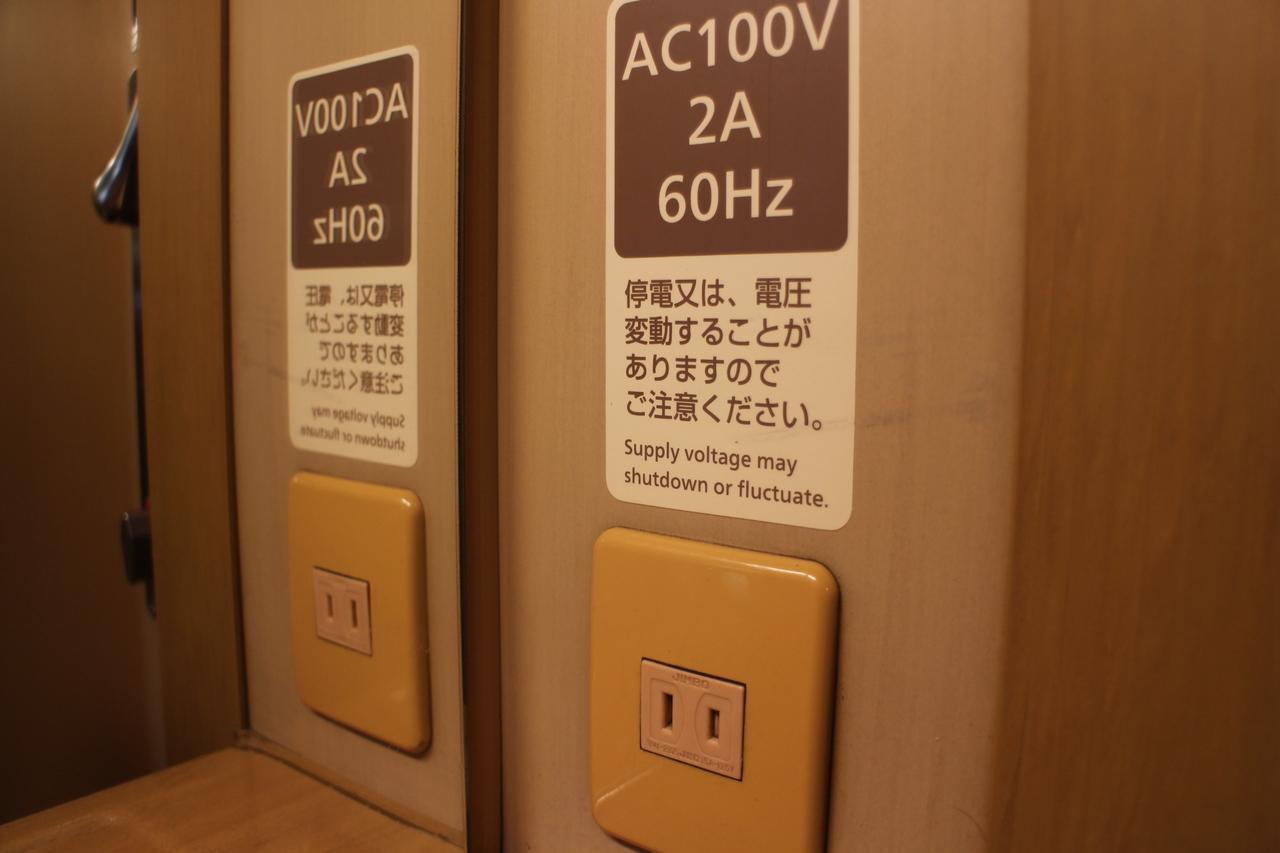 AC100V
2A
60Hz
停電又は、電圧
変動することが
ありますので
ご注意ください。
Supply voltage may
shutdown or fluctuate.
JIMBO